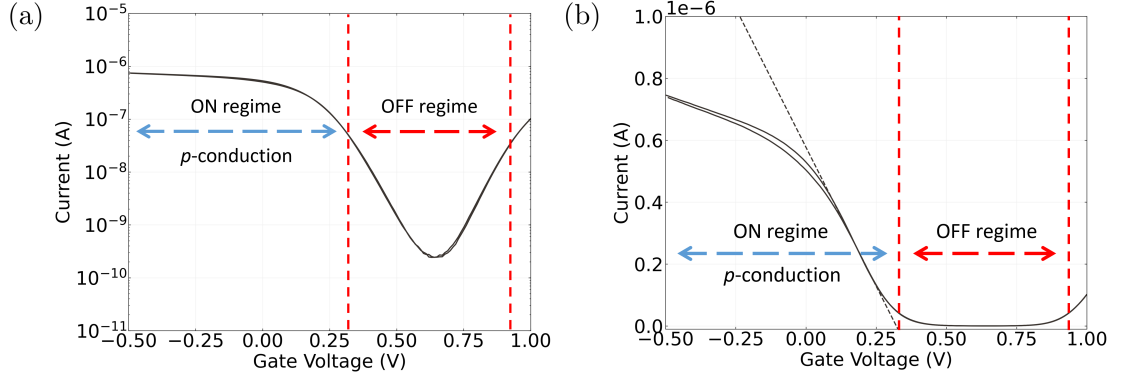 (a)
10⁻⁵
10⁻⁶
10⁻⁷
10⁻⁸
10⁻⁹
10⁻¹⁰
10⁻¹¹
Current (A)
ON regime
OFF regime
p-conduction
−0.50 −0.25 0.00 0.25 0.50 0.75 1.00
Gate Voltage (V)
(b)
1e-6
1.0
0.8
0.6
0.4
0.2
0.0
Current (A)
ON regime
OFF regime
p-conduction
−0.50 −0.25 0.00 0.25 0.50 0.75 1.00
Gate Voltage (V)